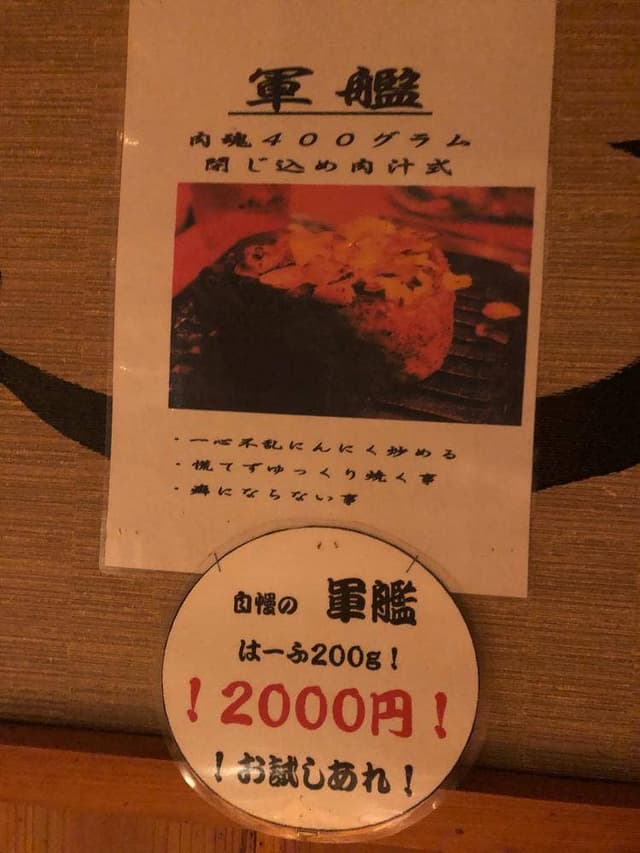 軍艦
肉魂400グラム
閉じ込め肉汁式
・一心不乱にんにく炒める
・慌てずゆっくり焼く事
・癖にならない事
自慢の 軍艦
はーふ200g!
!2000円!
!お試しあれ!